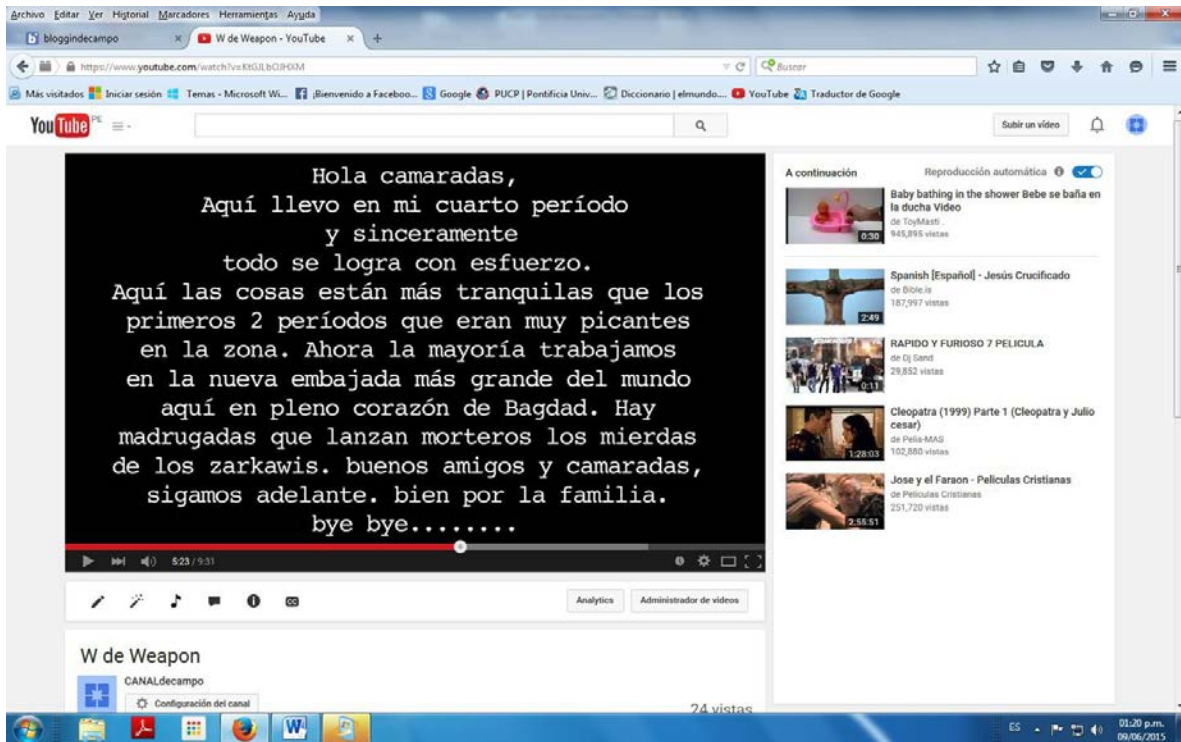 Archivo Editar Ver Historial Marcadores Herramientas Ayuda
bloggindecampo
W de Weapon - YouTube
https://www.youtube.com/watch?v=
Buscar
Más visitados Iniciar sesión Temas - Microsoft Wi... ¡Bienvenido a Faceboo... Google PUCP | Pontificia Univ... Diccionario | elmundo.... YouTube Traductor de Google
YouTube PE
Subir un vídeo
Hola camaradas,
Aquí llevo en mi cuarto período
y sinceramente
todo se logra con esfuerzo.
Aquí las cosas están más tranquilas que los
primeros 2 períodos que eran muy picantes
en la zona. Ahora la mayoría trabajamos
en la nueva embajada más grande del mundo
aquí en pleno corazón de Bagdad. Hay
madrugadas que lanzan morteros los mierdas
de los zarkawis. buenos amigos y camaradas,
sigamos adelante. bien por la familia.
bye bye........
5:23 / 9:31
Analytics
Administrador de vídeos
W de Weapon
CANALdecampo
Configuración del canal
24 vistas
A continuación
Reproducción automática
Baby bathing in the shower Bebe se baña en
la ducha Video
de ToyMasti .
945,895 vistas
0:30
Spanish [Español] - Jesús Crucificado
de Bible.is
187,997 vistas
2:49
RAPIDO Y FURIOSO 7 PELICULA
de Dj Sand
29,852 vistas
0:11
Cleopatra (1999) Parte 1 (Cleopatra y Julio
cesar)
de Pelis-MAS
102,880 vistas
1:28:03
Jose y el Faraon - Peliculas Cristianas
de Peliculas Cristianas
251,720 vistas
2:55:51
ES
01:20 p.m.
09/06/2015